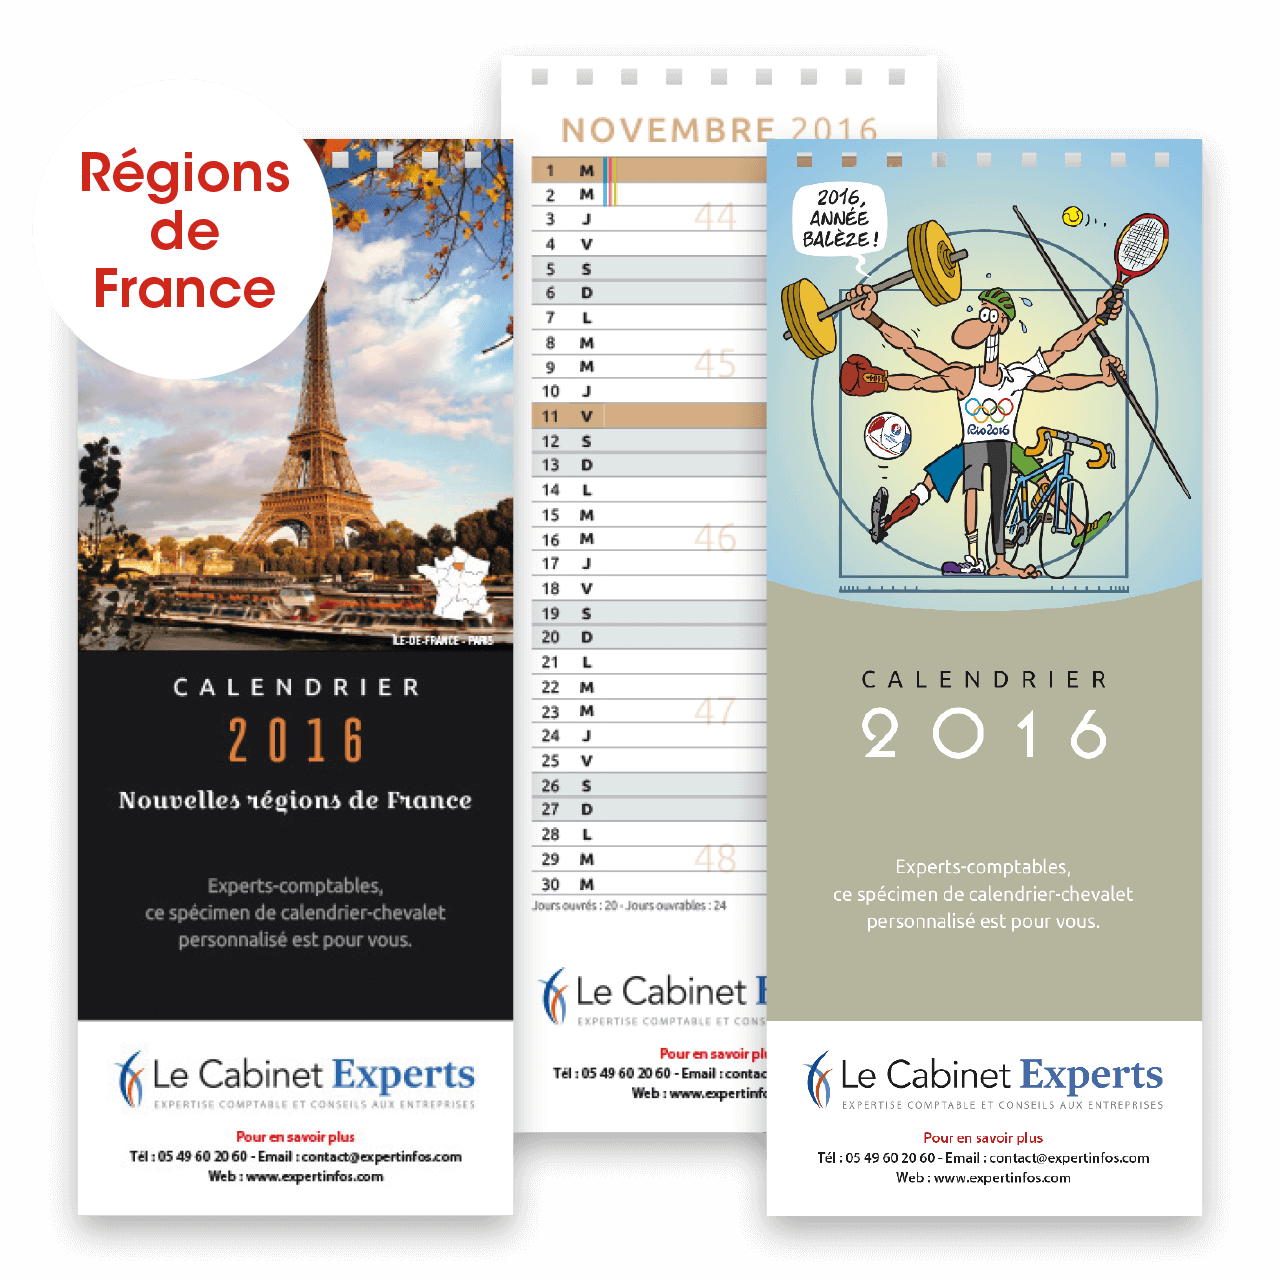 Régions
de
France
ÎLE-DE-FRANCE - PARIS
CALENDRIER
2016
Nouvelles régions de France
Experts-comptables,
ce spécimen de calendrier-chevalet
personnalisé est pour vous.
Le Cabinet Experts
EXPERTISE COMPTABLE ET CONSEILS AUX ENTREPRISES
Pour en savoir plus
Tél : 05 49 60 20 60 - Email : contact@expertinfos.com
Web : www.expertinfos.com
NOVEMBRE 2016
1 M
2 M
3 J 44
4 V
5 S
6 D
7 L
8 M
9 M 45
10 J
11 V
12 S
13 D
14 L
15 M
16 M 46
17 J
18 V
19 S
20 D
21 L
22 M
23 M 47
24 J
25 V
26 S
27 D
28 L
29 M 48
30 M
Jours ouvrés : 20 - Jours ouvrables : 24
Le Cabinet E
EXPERTISE COMPTABLE ET CONS
Pour en savoir plu
Tél : 05 49 60 20 60 - Email : contac
Web : www.expertinfo
2016,
ANNÉE
BALÈZE !
Rio2016
CALENDRIER
2016
Experts-comptables,
ce spécimen de calendrier-chevalet
personnalisé est pour vous.
Le Cabinet Experts
EXPERTISE COMPTABLE ET CONSEILS AUX ENTREPRISES
Pour en savoir plus
Tél : 05 49 60 20 60 - Email : contact@expertinfos.com
Web : www.expertinfos.com